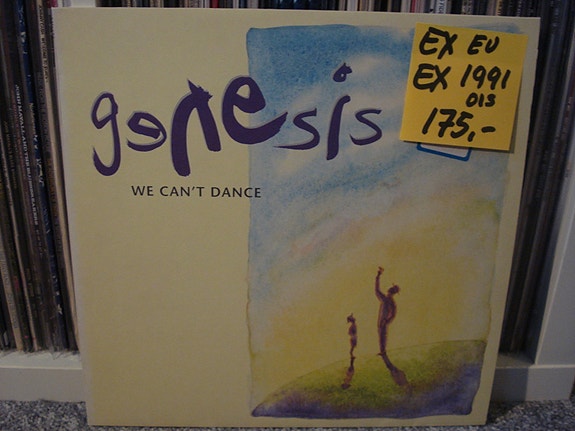 genesis
WE CAN'T DANCE
EX EU
EX 1991
OIS
175,-